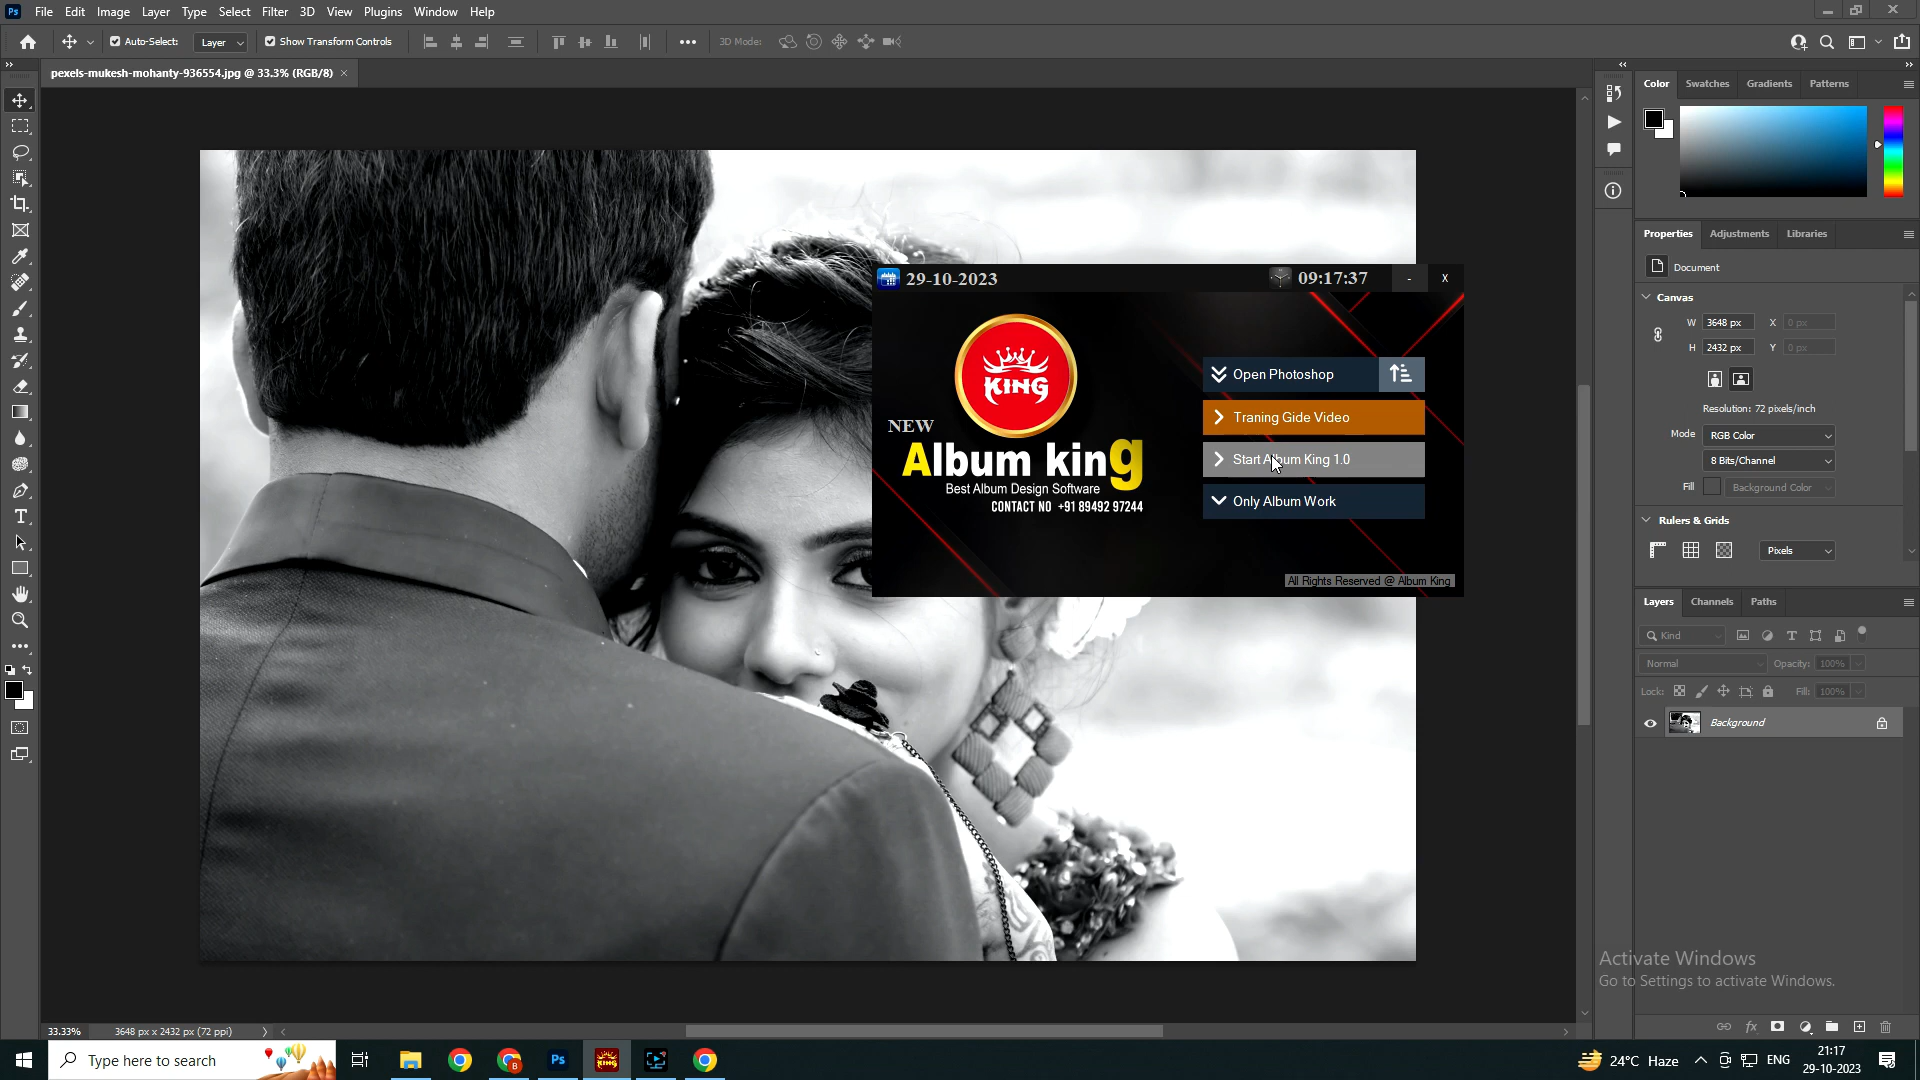 Ps File Edit Image Layer Type Select Filter 3D View Plugins Window Help
Auto-Select: Layer Show Transform Controls 3D Mode:
pexels-mukesh-mohanty-936554.jpg @ 33.3% (RGB/8) ×
Color Swatches Gradients Patterns
Properties Adjustments Libraries
Document
Canvas
W 3648 px X 0 px
H 2432 px Y 0 px
Resolution: 72 pixels/inch
Mode RGB Color
8 Bits/Channel
Fill Background Color
Rulers & Grids
Pixels
Layers Channels Paths
Kind
Normal Opacity: 100%
Lock: Fill: 100%
Background
29-10-2023 09:17:37 - X
KING
NEW
Album king
Best Album Design Software
CONTACT NO +91 89492 97244
Open Photoshop
Traning Gide Video
Start Album King 1.0
Only Album Work
All Rights Reserved @ Album King
Activate Windows
Go to Settings to activate Windows.
33.33% 3648 px x 2432 px (72 ppi)
Type here to search
Ps
KING
24°C Haze ENG 21:17
29-10-2023